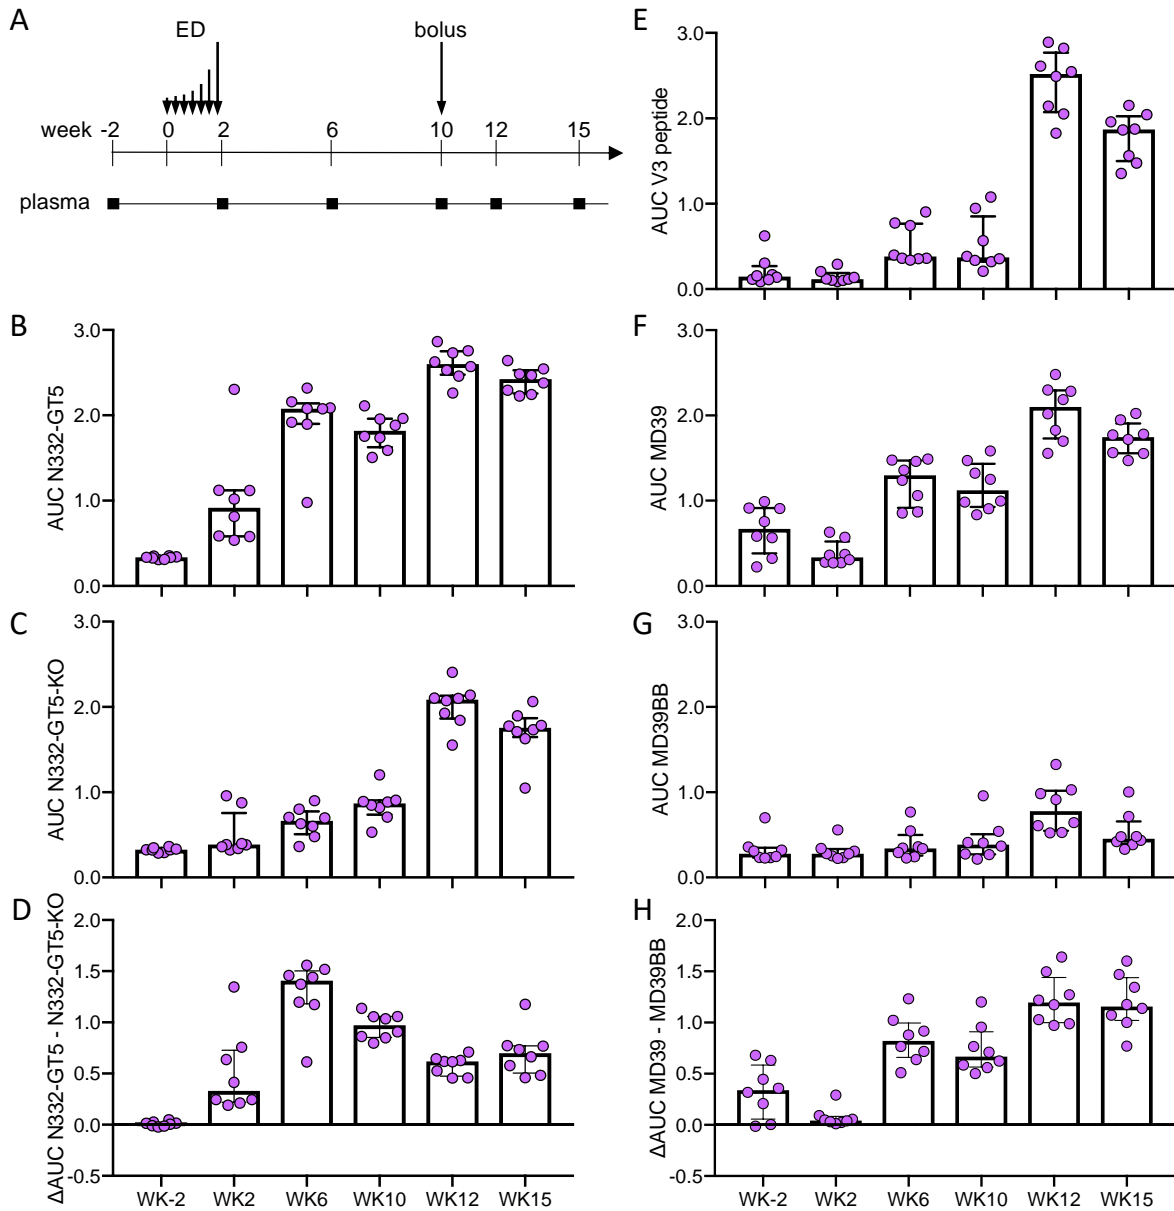 A
ED
bolus
week -2 0 2 6 10 12 15
plasma
B
AUC N332-GT5
3.0
2.0
1.0
0.0
C
AUC N332-GT5-KO
3.0
2.0
1.0
0.0
D
ΔAUC N332-GT5 - N332-GT5-KO
2.0
1.5
1.0
0.5
0.0
-0.5
WK-2 WK2 WK6 WK10 WK12 WK15
E
AUC V3 peptide
3.0
2.0
1.0
0.0
F
AUC MD39
3.0
2.0
1.0
0.0
G
AUC MD39BB
3.0
2.0
1.0
0.0
H
ΔAUC MD39 - MD39BB
2.0
1.5
1.0
0.5
0.0
-0.5
WK-2 WK2 WK6 WK10 WK12 WK15